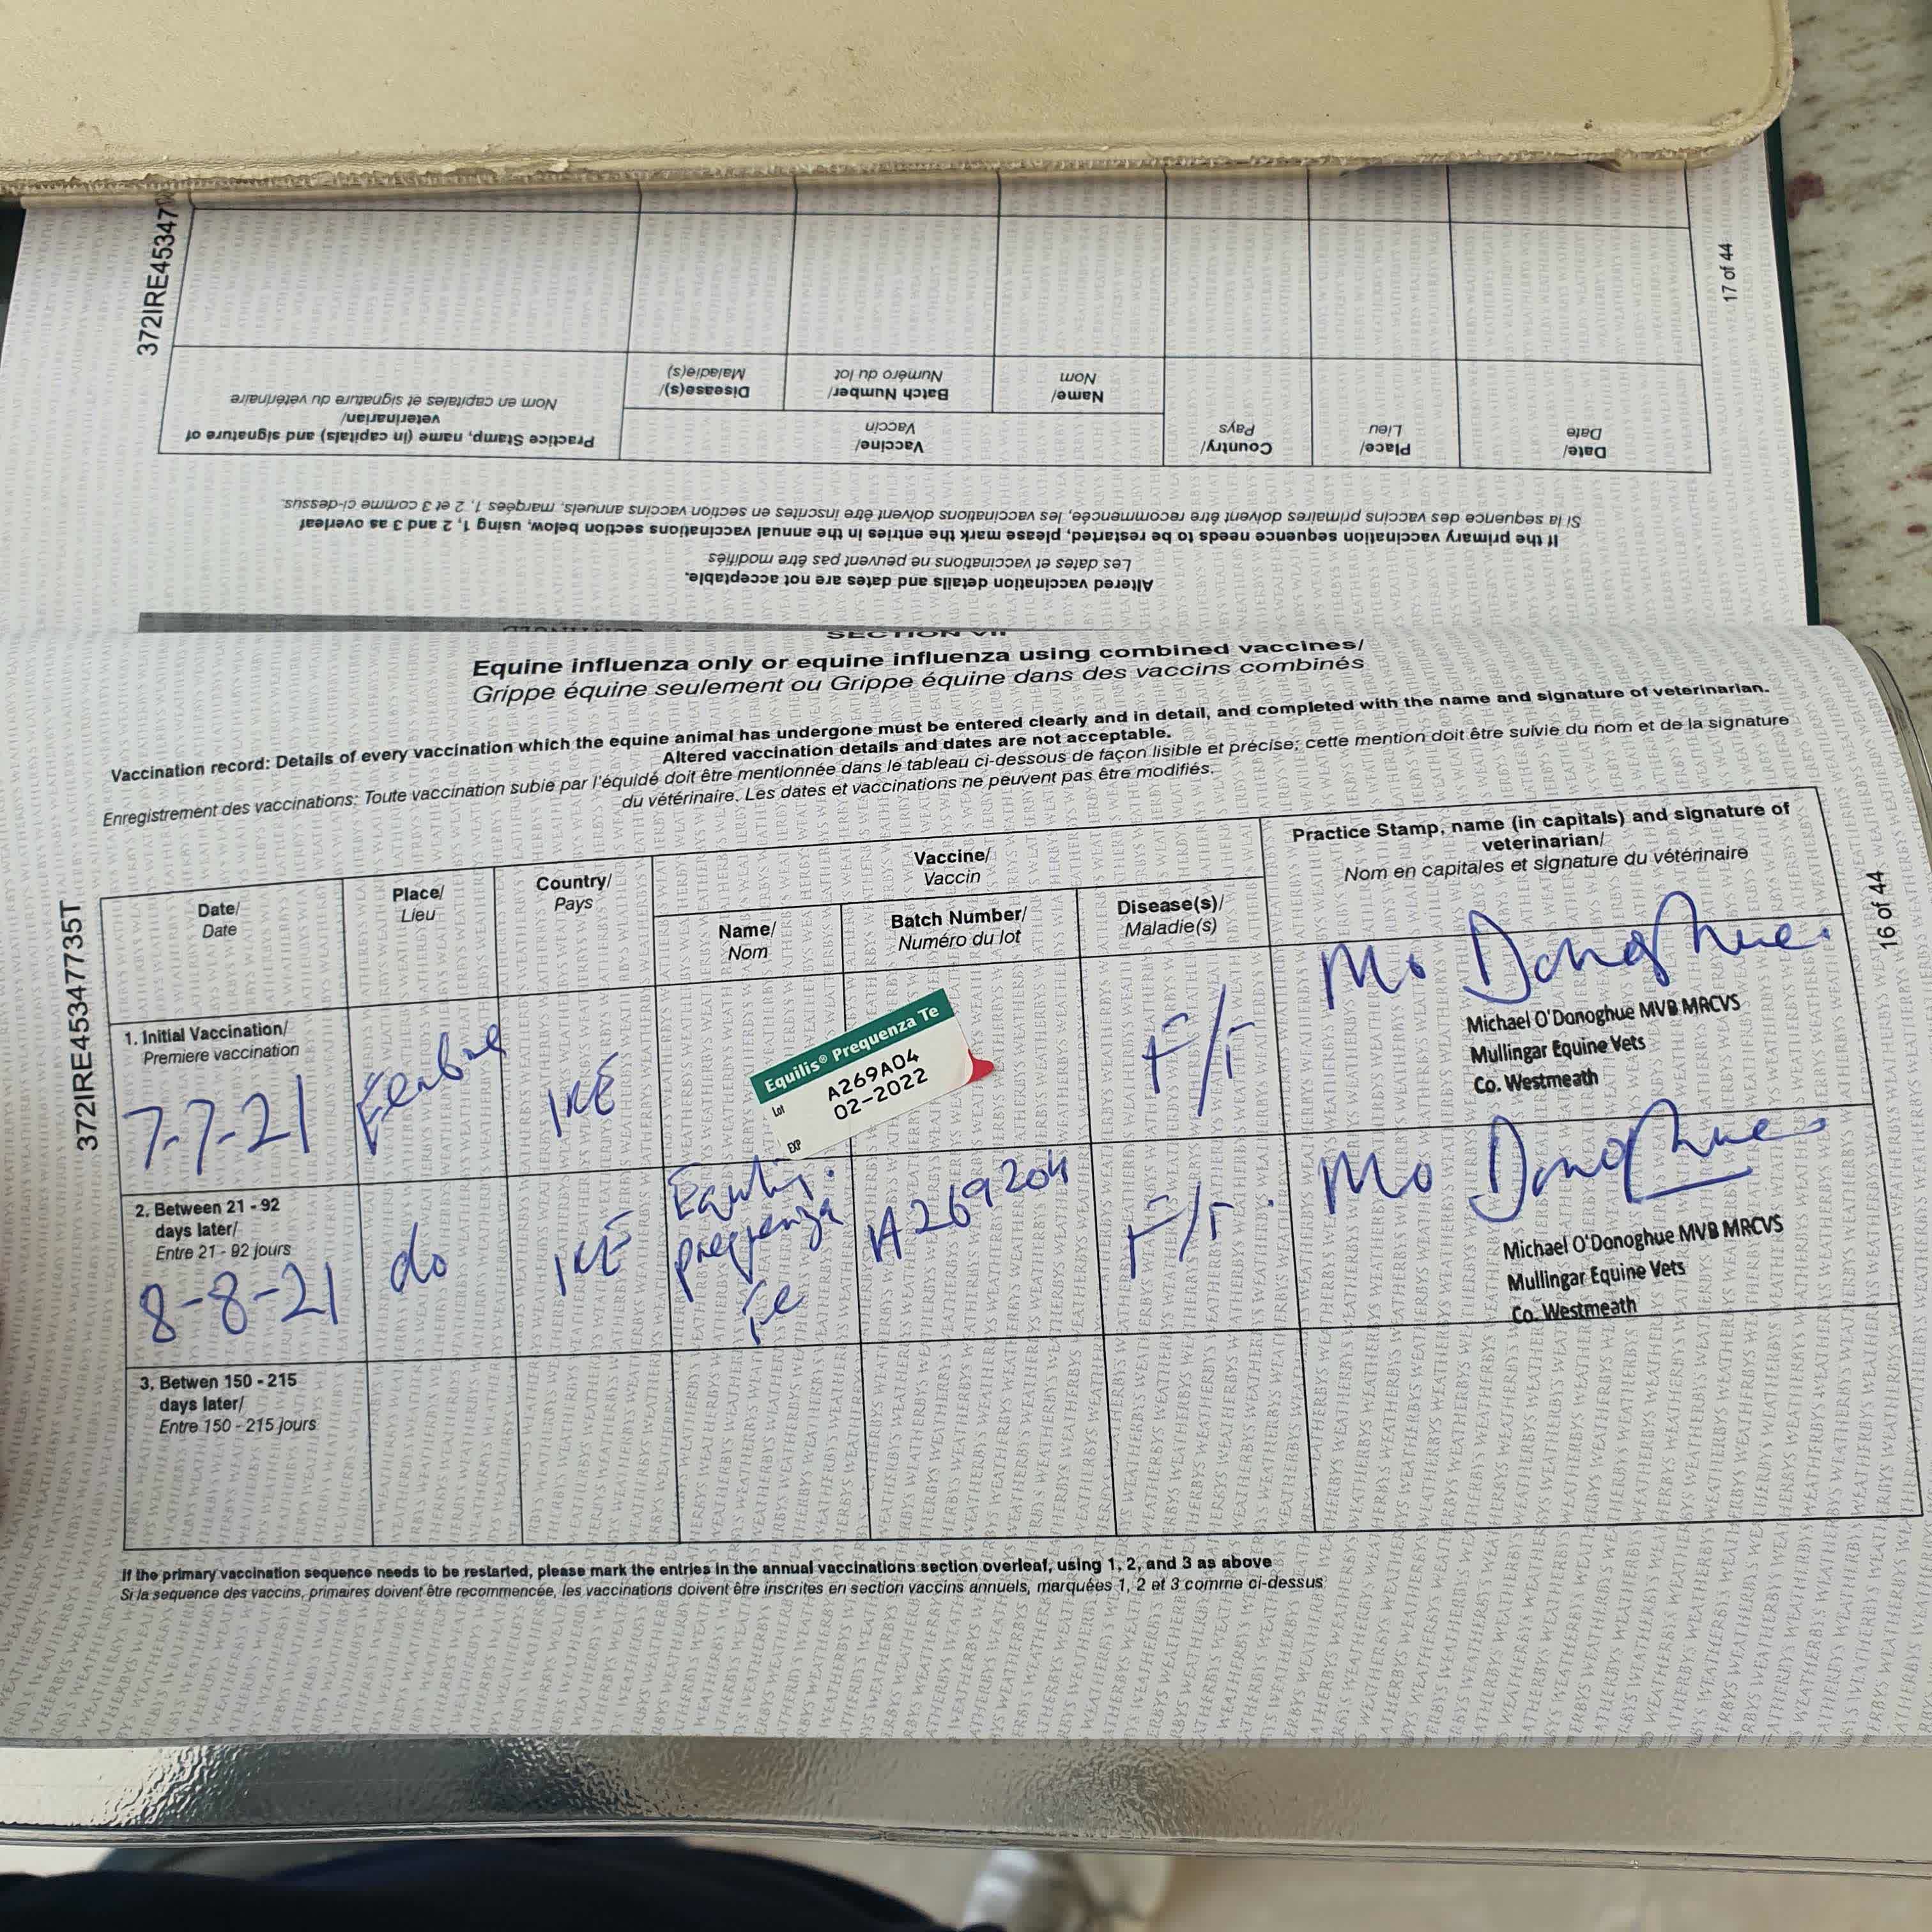 372IRE45347
17 of 44
Altered vaccination details and dates are not acceptable.
Les dates et vaccinations ne peuvent pas être modifiés
If the primary vaccination sequence needs to be restarted, please mark the entries in the annual vaccinations section below, using 1, 2 and 3 as overleaf
Si la sequence des vaccins primaires doivent être recommencée, les vaccinations doivent être inscrites en section vaccins annuels, marquées 1, 2 et 3 comme ci-dessus.
Date/
Date
Place/
Lieu
Country/
Pays
Vaccine/
Vaccin
Name/
Nom
Batch Number/
Numéro du lot
Disease(s)/
Maladie(s)
Practice Stamp, name (in capitals) and signature of
veterinarian/
Nom en capitales et signature du vétérinaire
SECTION VII
Equine influenza only or equine influenza using combined vaccines/
Grippe équine seulement ou Grippe équine dans des vaccins combinés
Vaccination record: Details of every vaccination which the equine animal has undergone must be entered clearly and in detail, and completed with the name and signature of veterinarian.
Altered vaccination details and dates are not acceptable.
Enregistrement des vaccinations: Toute vaccination subie par l'équidé doit être mentionnée dans le tableau ci-dessous de façon lisible et précise; cette mention doit être suivie du nom et de la signature
du vétérinaire. Les dates et vaccinations ne peuvent pas être modifiés.
372IRE45347735T
16 of 44
Date/
Date
Place/
Lieu
Country/
Pays
Vaccine/
Vaccin
Name/
Nom
Batch Number/
Numéro du lot
Disease(s)/
Maladie(s)
Practice Stamp, name (in capitals) and signature of
veterinarian/
Nom en capitales et signature du vétérinaire
1. Initial Vaccination/
Premiere vaccination
7-7-21
IRE
Equilis® Prequenza Te
Lot
A269A04
02-2022
EXP
F/T
Mo Donoghue
Michael O'Donoghue MVB MRCVS
Mullingar Equine Vets
Co. Westmeath
2. Between 21 - 92
days later/
Entre 21 - 92 jours
8-8-21
do
IRE
Equilis
prequenza
Te
A269204
F/T
Mo Donoghue
Michael O'Donoghue MVB MRCVS
Mullingar Equine Vets
Co. Westmeath
3. Betwen 150 - 215
days later/
Entre 150 - 215 jours
If the primary vaccination sequence needs to be restarted, please mark the entries in the annual vaccinations section overleaf, using 1, 2, and 3 as above
Si la sequence des vaccins, primaires doivent être recommencée, les vaccinations doivent être inscrites en section vaccins annuels, marquées 1, 2 et 3 comme ci-dessus